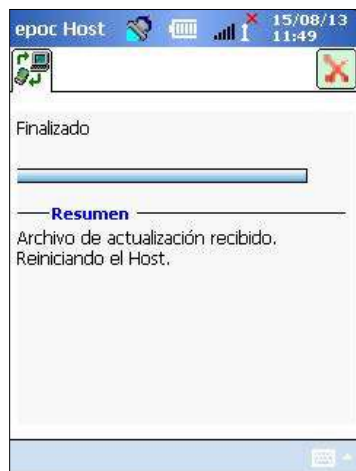 epoc Host 15/08/13
11:49
Finalizado
Resumen
Archivo de actualización recibido.
Reiniciando el Host.